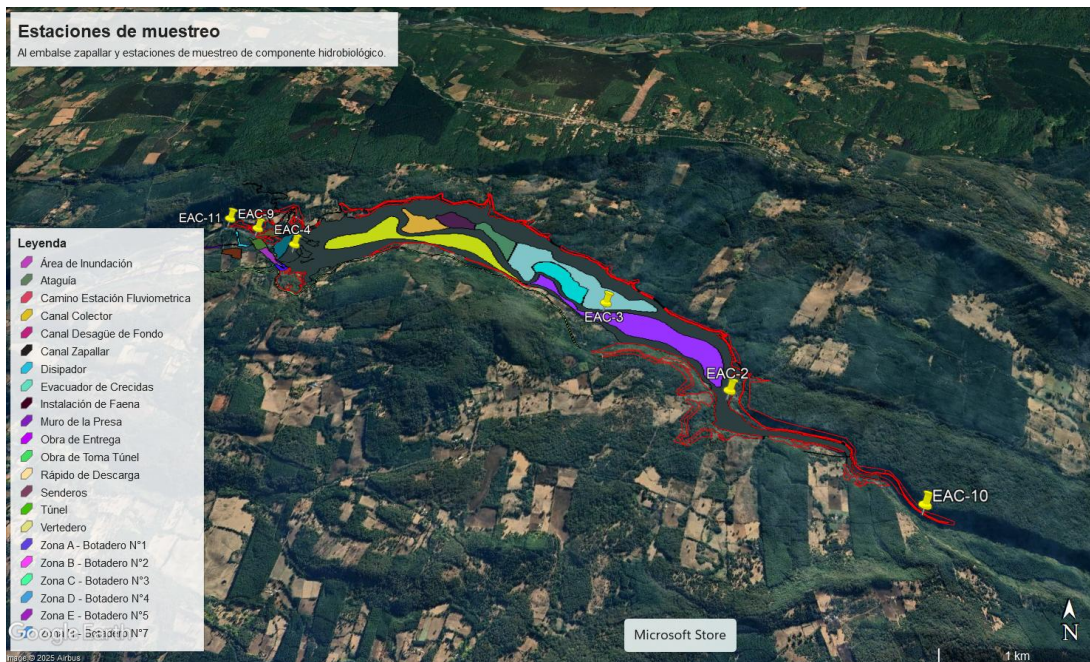 Estaciones de muestreo
Al embalse zapallar y estaciones de muestreo de componente hidrobiológico.
EAC-11
EAC-9
EAC-4
EAC-3
EAC-2
EAC-10
Leyenda
Área de Inundación
Ataguía
Camino Estación Fluviometrica
Canal Colector
Canal Desagüe de Fondo
Canal Zapallar
Disipador
Evacuador de Crecidas
Instalación de Faena
Muro de la Presa
Obra de Entrega
Obra de Toma Túnel
Rápido de Descarga
Senderos
Túnel
Vertedero
Zona A - Botadero N°1
Zona B - Botadero N°2
Zona C - Botadero N°3
Zona D - Botadero N°4
Zona E - Botadero N°5
Botadero N°7
Google Earth
Image © 2025 Airbus
Microsoft Store
N
1 km